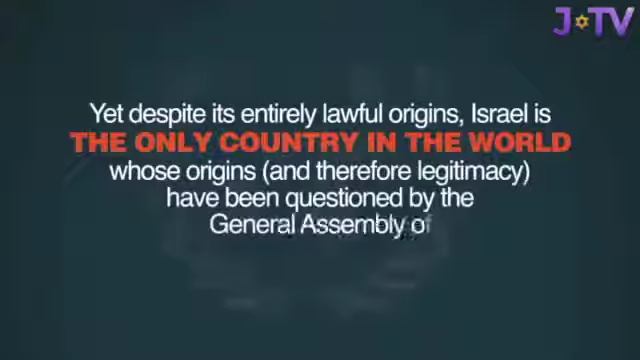 J✡TV
Yet despite its entirely lawful origins, Israel is
THE ONLY COUNTRY IN THE WORLD
whose origins (and therefore legitimacy)
have been questioned by the
General Assembly of